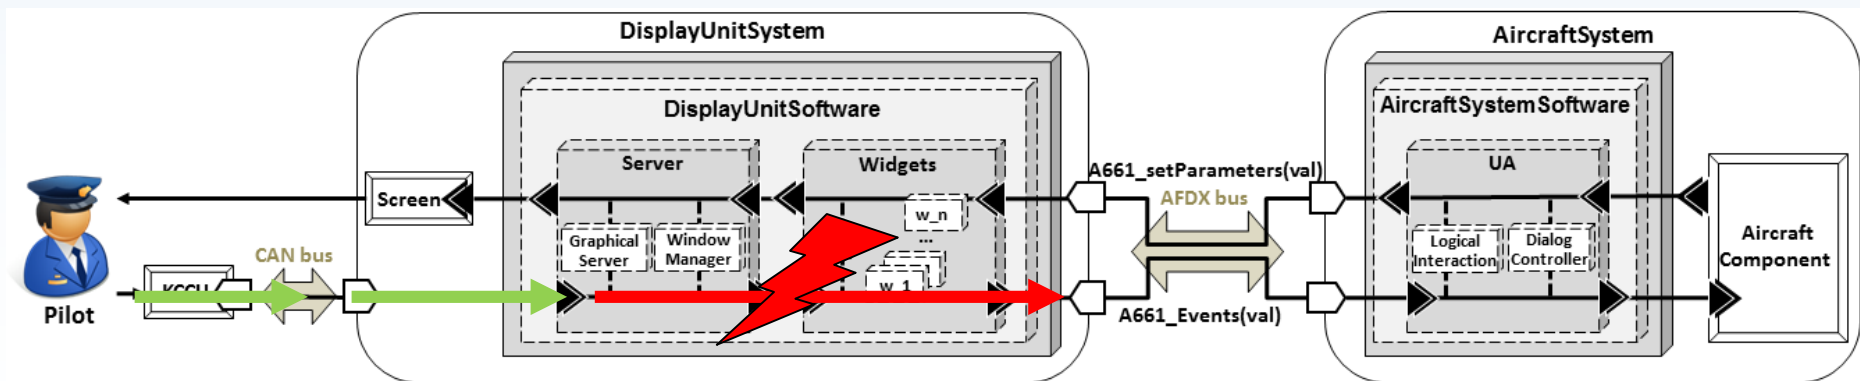 DisplayUnitSystem
AircraftSystem
DisplayUnitSoftware
AircraftSystemSoftware
Server
Widgets
UA
A661_setParameters(val)
Screen
AFDX bus
w_n
...
Graphical
Server
Window
Manager
Logical
Interaction
Dialog
Controller
Aircraft
Component
CAN bus
w_1
Pilot
A661_Events(val)